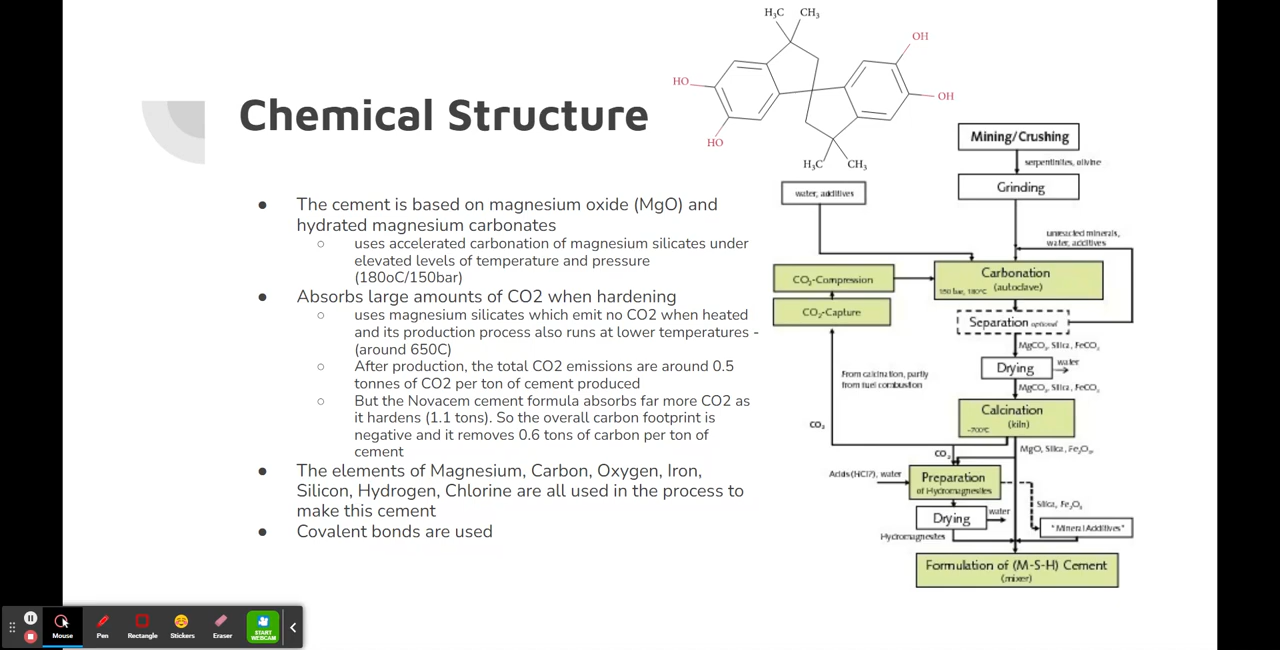 H₃C CH₃
OH
HO
OH
HO
H₃C CH₃
Chemical Structure
● The cement is based on magnesium oxide (MgO) and
hydrated magnesium carbonates
○ uses accelerated carbonation of magnesium silicates under
elevated levels of temperature and pressure
(180oC/150bar)
● Absorbs large amounts of CO2 when hardening
○ uses magnesium silicates which emit no CO2 when heated
and its production process also runs at lower temperatures -
(around 650C)
○ After production, the total CO2 emissions are around 0.5
tonnes of CO2 per ton of cement produced
○ But the Novacem cement formula absorbs far more CO2 as
it hardens (1.1 tons). So the overall carbon footprint is
negative and it removes 0.6 tons of carbon per ton of
cement
● The elements of Magnesium, Carbon, Oxygen, Iron,
Silicon, Hydrogen, Chlorine are all used in the process to
make this cement
● Covalent bonds are used
Mining/Crushing
serpentinites, olivine
Grinding
water, additives
unreacted minerals,
water, additives
Carbonation
150 bar, 180°C (autoclave)
CO₂-Compression
CO₂-Capture
Separation optional
MgCO₃, Silica, FeCO₃
Drying
water
MgCO₃, Silica, FeCO₃
From calcination, partly
from fuel combustion
Calcination
~700°C (kiln)
CO₂
MgO, Silica,
CO₂
Acids (HCl?), water
Preparation
of Hydromagnesites
Silica,
Drying
water
"Mineral Additives"
Hydromagnesites
Formulation of (M-S-H) Cement
(mixer)
Mouse
Pen
Rectangle
Stickers
Eraser
START
WEBCAM